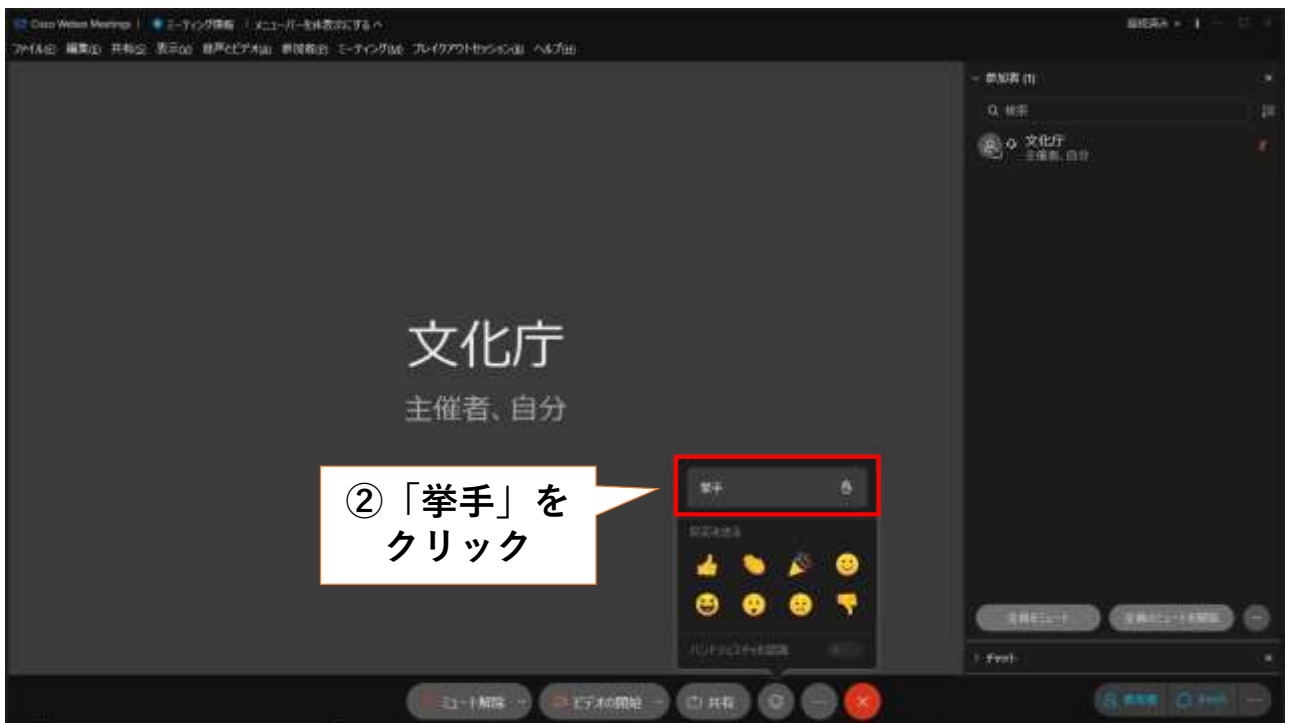 Cisco Webex Meetings | ミーティング情報 | メニューバーを非表示にする ^
接続済み
ファイル(F) 編集(E) 共有(S) 表示(V) 音声とビデオ(A) 参加者(P) ミーティング(M) ブレイクアウトセッション(B) ヘルプ(H)
参加者 (1)
検索
文化庁
主催者、自分
文化庁
主催者、自分
②「挙手」を
クリック
挙手
反応を送る
ハンドジェスチャを認識
全員をミュート 全員のミュートを解除
チャット
ミュート解除 ビデオの開始 共有
参加者 チャット